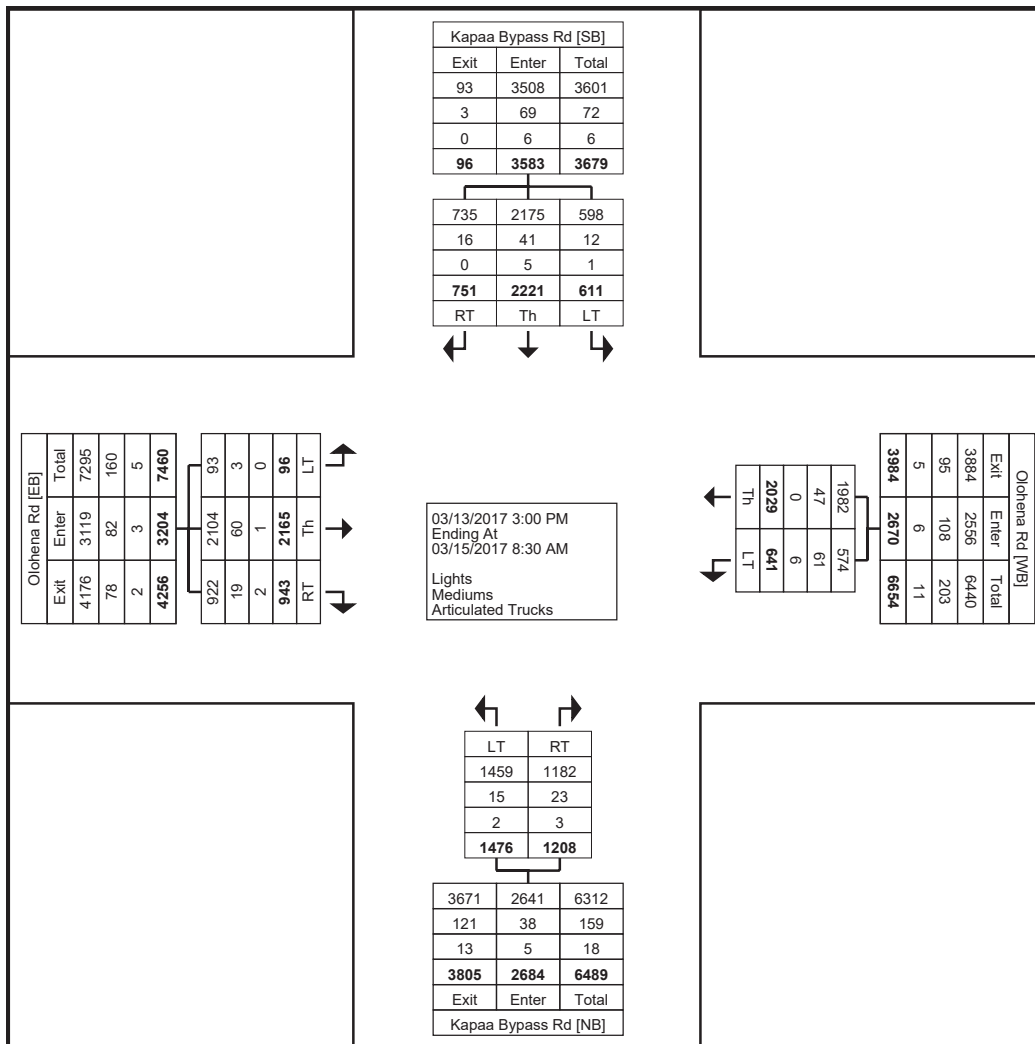 Kapaa Bypass Rd [SB]
Exit Enter Total
93 3508 3601
3 69 72
0 6 6
96 3583 3679
735 2175 598
16 41 12
0 5 1
751 2221 611
RT Th LT
Olohena Rd [EB]
Total Enter Exit
7295 3119 4176
160 82 78
5 3 2
7460 3204 4256
93 2104 922
3 60 19
0 1 2
96 2165 943
LT Th RT
03/13/2017 3:00 PM
Ending At
03/15/2017 8:30 AM
Lights
Mediums
Articulated Trucks
Olohena Rd [WB]
Exit Enter Total
3884 2556 6440
95 108 203
5 6 11
3984 2670 6654
1982 574
47 61
0 6
2029 641
Th LT
LT RT
1459 1182
15 23
2 3
1476 1208
3671 2641 6312
121 38 159
13 5 18
3805 2684 6489
Exit Enter Total
Kapaa Bypass Rd [NB]